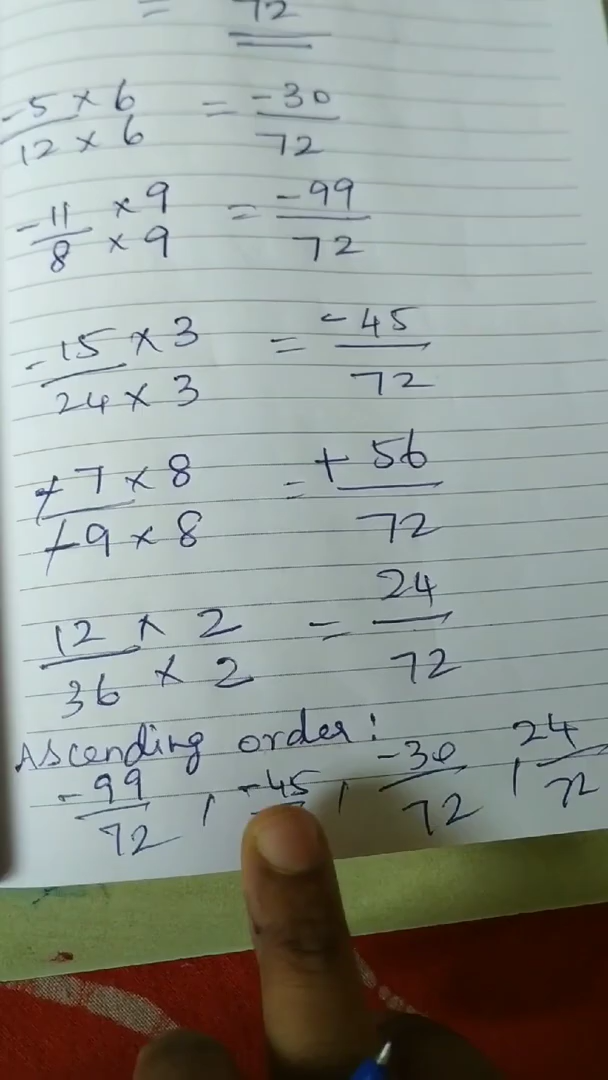 = 72
-5 × 6 / 12 × 6 = -30/72
-11 × 9 / 8 × 9 = -99/72
-15 × 3 / 24 × 3 = -45/72
-7 × 8 / -9 × 8 = +56/72
12 × 2 / 36 × 2 = 24/72
Ascending order:
-99/72, -45, -30/72, 24/72